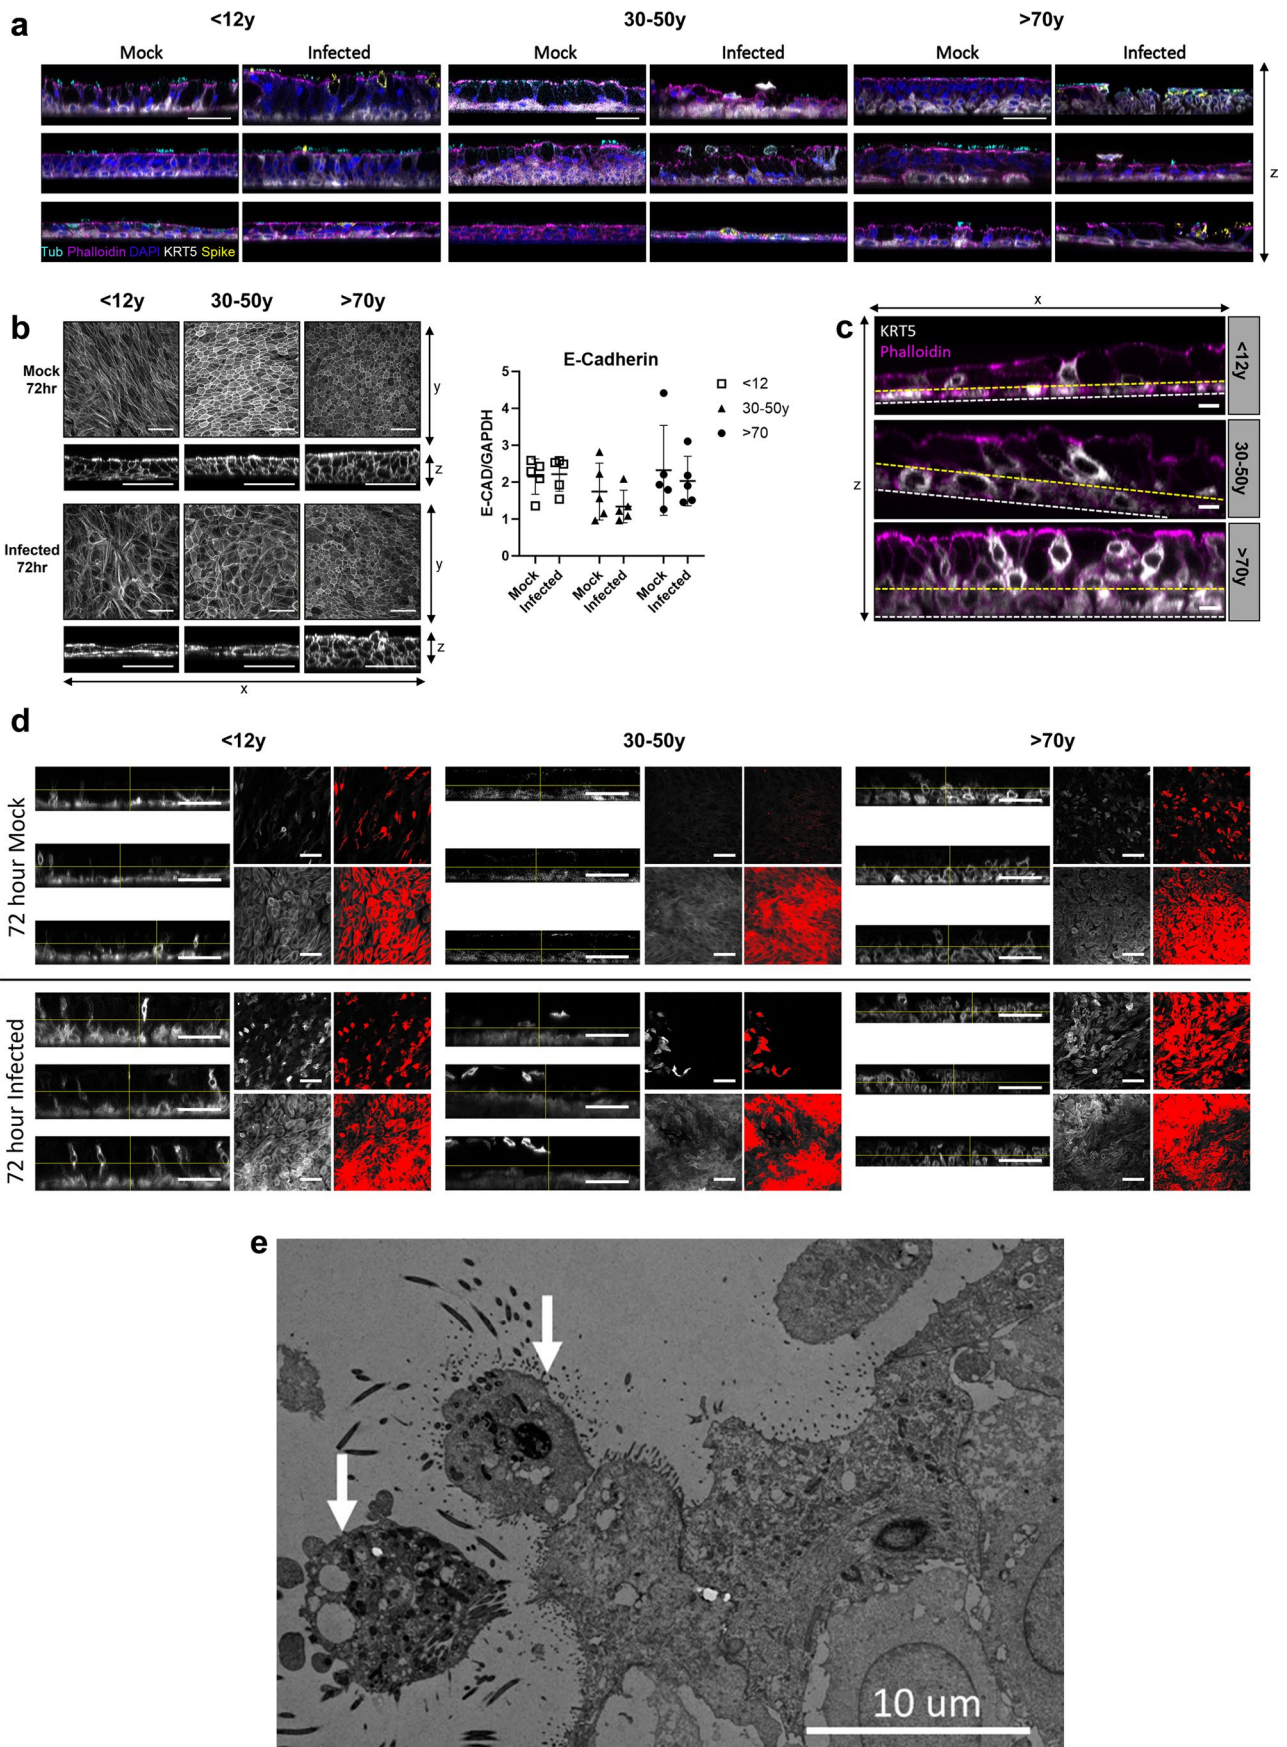 a
<12y
30-50y
>70y
Mock
Infected
Mock
Infected
Mock
Infected
z
Tub Phalloidin DAPI KRT5 Spike
b
<12y
30-50y
>70y
Mock
72hr
y
z
Infected
72hr
y
z
x
E-Cadherin
E-CAD/GAPDH
5
4
3
2
1
0
Mock
Infected
Mock
Infected
Mock
Infected
<12
30-50y
>70
c
x
z
KRT5
Phalloidin
<12y
30-50y
>70y
d
<12y
30-50y
>70y
72 hour Mock
72 hour Infected
e
10 um